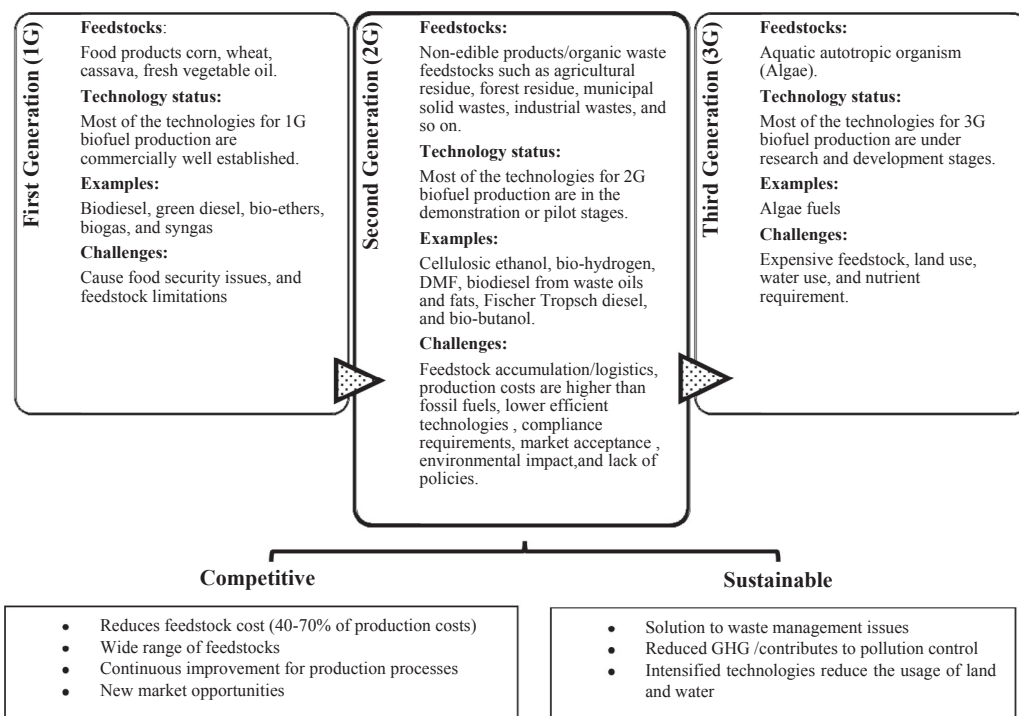 First Generation (1G)
Feedstocks:
Food products corn, wheat,
cassava, fresh vegetable oil.
Technology status:
Most of the technologies for 1G
biofuel production are
commercially well established.
Examples:
Biodiesel, green diesel, bio-ethers,
biogas, and syngas
Challenges:
Cause food security issues, and
feedstock limitations
Second Generation (2G)
Feedstocks:
Non-edible products/organic waste
feedstocks such as agricultural
residue, forest residue, municipal
solid wastes, industrial wastes, and
so on.
Technology status:
Most of the technologies for 2G
biofuel production are in the
demonstration or pilot stages.
Examples:
Cellulosic ethanol, bio-hydrogen,
DMF, biodiesel from waste oils
and fats, Fischer Tropsch diesel,
and bio-butanol.
Challenges:
Feedstock accumulation/logistics,
production costs are higher than
fossil fuels, lower efficient
technologies , compliance
requirements, market acceptance ,
environmental impact,and lack of
policies.
Third Generation (3G)
Feedstocks:
Aquatic autotropic organism
(Algae).
Technology status:
Most of the technologies for 3G
biofuel production are under
research and development stages.
Examples:
Algae fuels
Challenges:
Expensive feedstock, land use,
water use, and nutrient
requirement.
Competitive
• Reduces feedstock cost (40-70% of production costs)
• Wide range of feedstocks
• Continuous improvement for production processes
• New market opportunities
Sustainable
• Solution to waste management issues
• Reduced GHG /contributes to pollution control
• Intensified technologies reduce the usage of land
and water